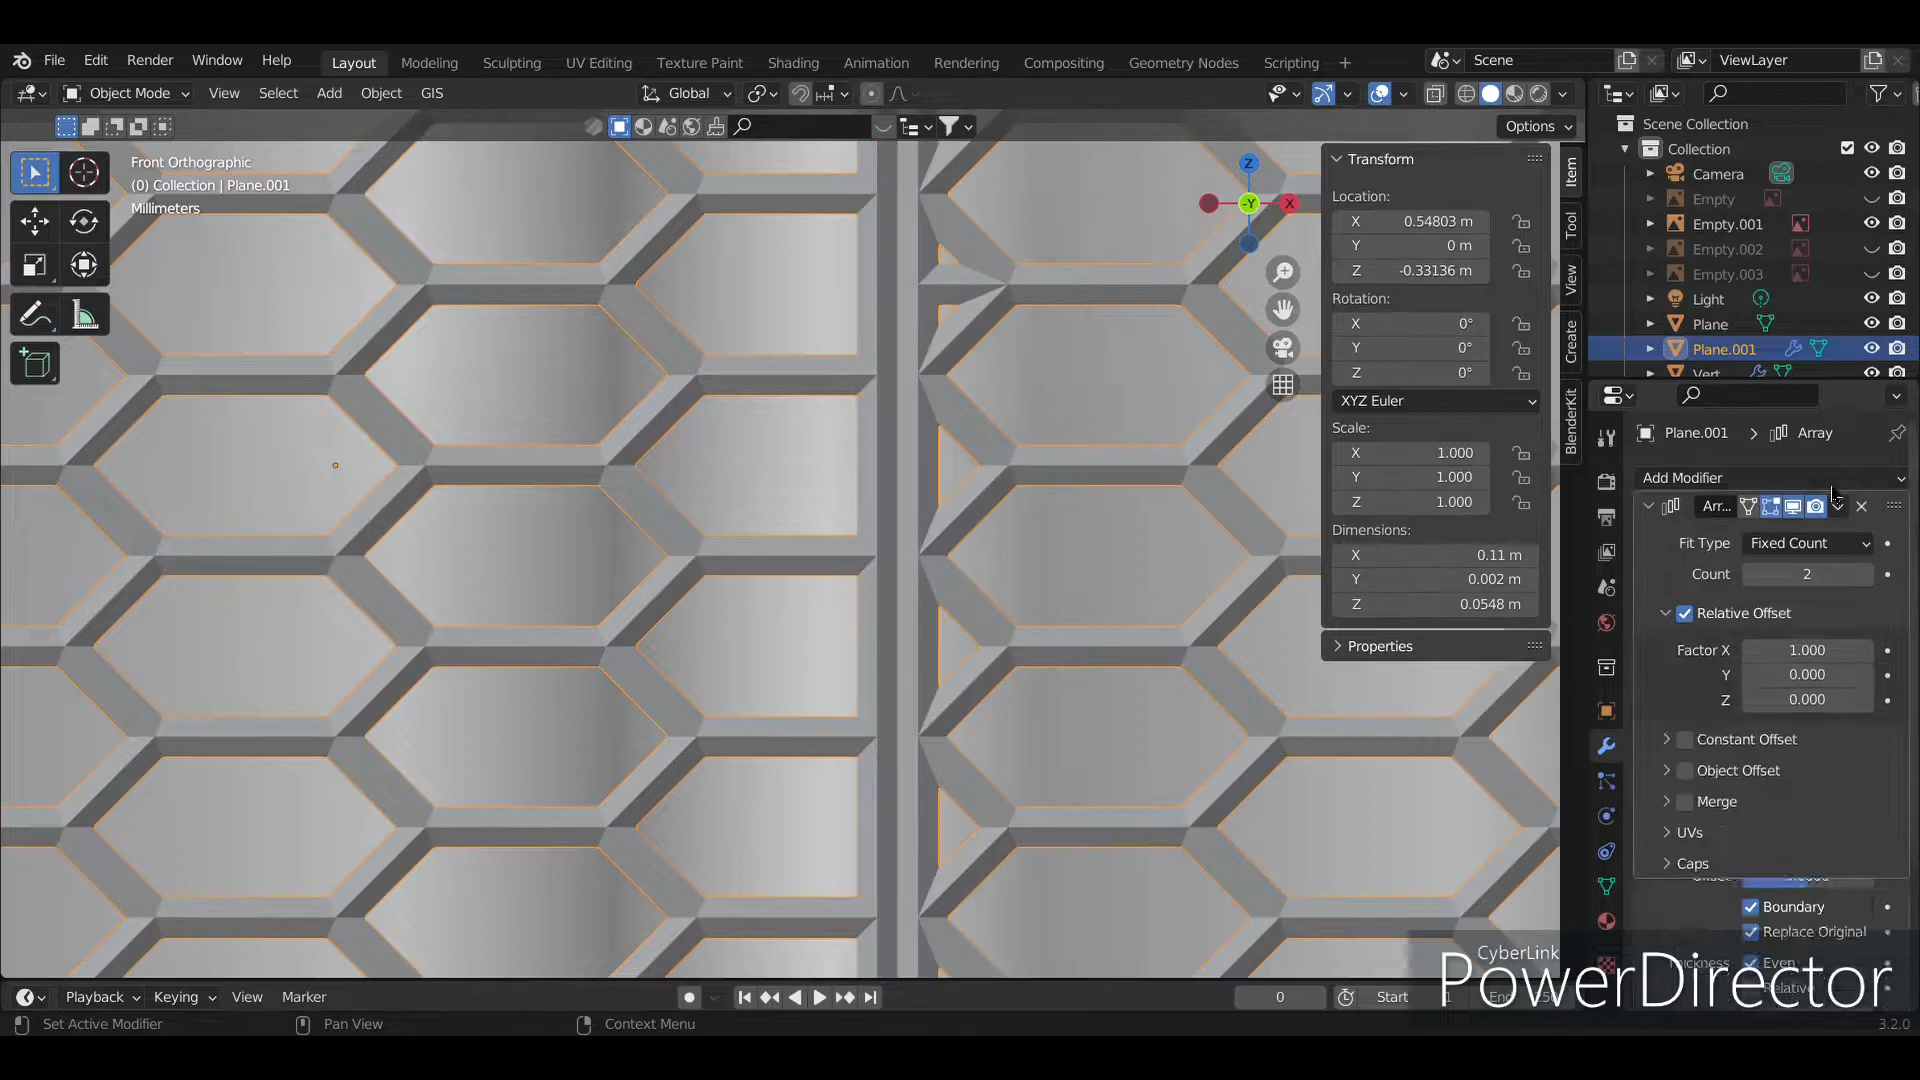 File Edit Render Window Help Layout Modeling Sculpting UV Editing Texture Paint Shading Animation Rendering Compositing Geometry Nodes Scripting + Scene ViewLayer
Object Mode View Select Add Object GIS Global
Options
Scene Collection
Collection
Camera
Empty
Empty.001
Empty.002
Empty.003
Light
Plane
Plane.001
Vert
Front Orthographic
(0) Collection | Plane.001
Millimeters
Z
-Y
X
Transform
Location:
X 0.54803 m
Y 0 m
Z -0.33136 m
Rotation:
X 0°
Y 0°
Z 0°
XYZ Euler
Scale:
X 1.000
Y 1.000
Z 1.000
Dimensions:
X 0.11 m
Y 0.002 m
Z 0.0548 m
Properties
Item
Tool
View
Create
BlenderKit
Plane.001 > Array
Add Modifier
Arr...
Fit Type Fixed Count
Count 2
Relative Offset
Factor X 1.000
Y 0.000
Z 0.000
Constant Offset
Object Offset
Merge
UVs
Caps
Boundary
Replace Original
Thickness Even
Relative
CyberLink
PowerDirector
Playback Keying View Marker 0 Start 1 End
Set Active Modifier Pan View Context Menu 3.2.0